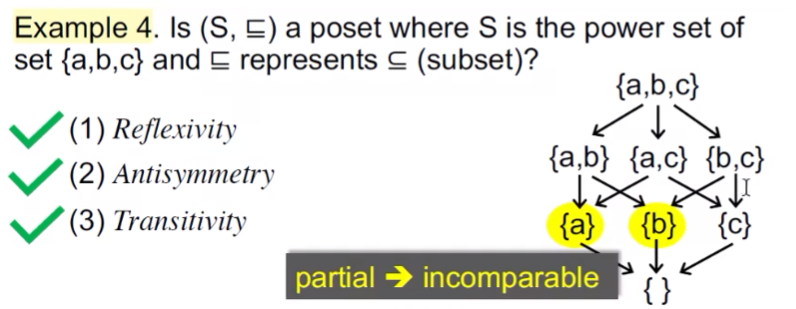 Example 4. Is (S, ⊑) a poset where S is the power set of
set {a,b,c} and ⊑ represents ⊆ (subset)?
(1) Reflexivity
(2) Antisymmetry
(3) Transitivity
{a,b,c}
{a,b} {a,c} {b,c}
{a} {b} {c}
partial ➔ incomparable
{ }